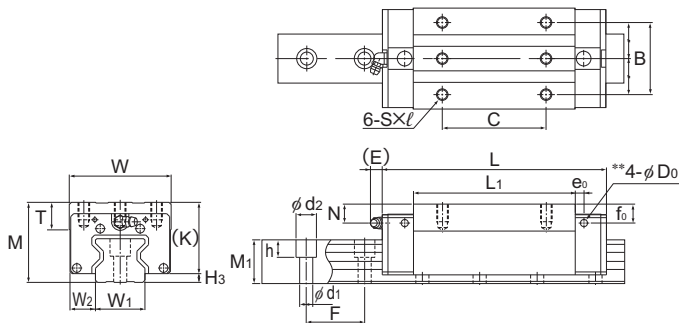 B
6-S×ℓ
C
(E)
L
L1
e0
**4-φD0
W
T
M
(K)
H3
W2
W1
N
f0
φd2
h
M1
φd1
F